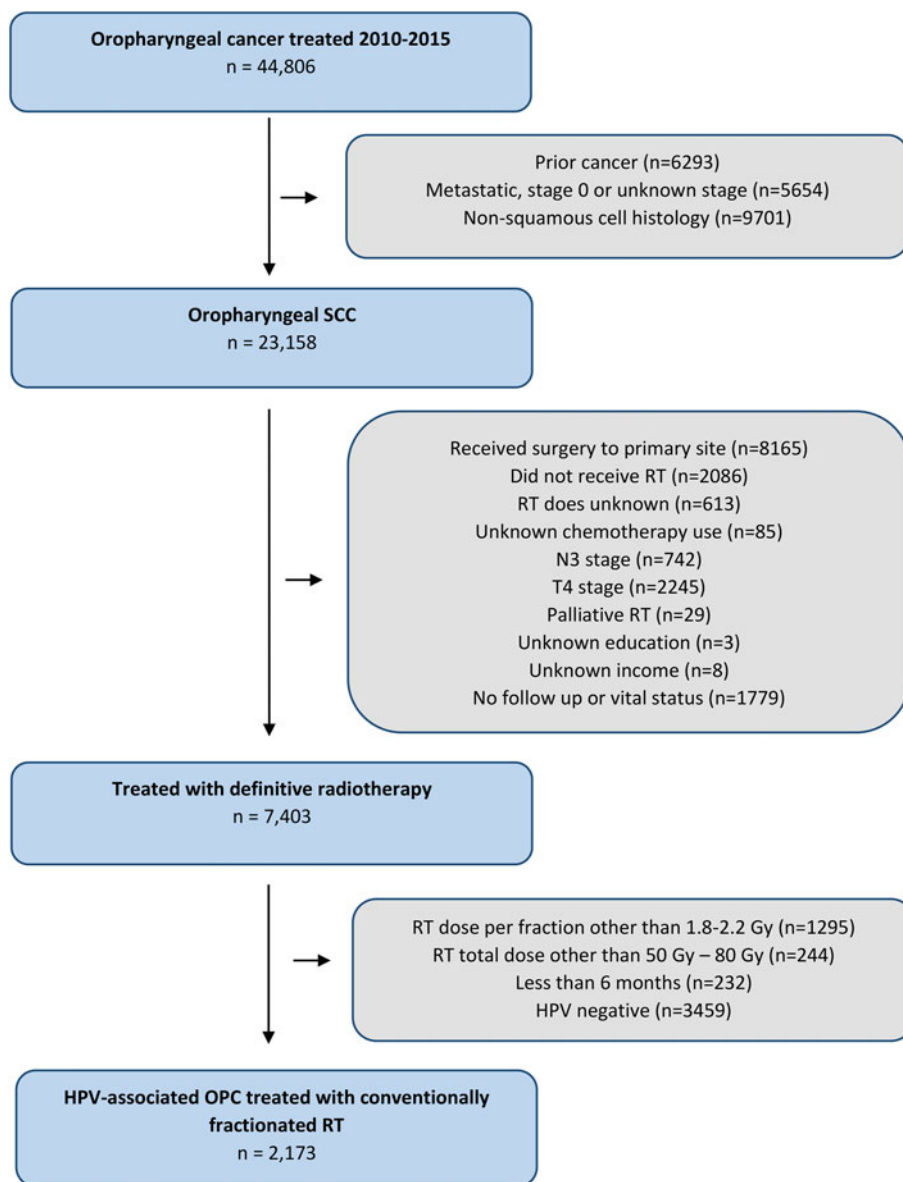 Oropharyngeal cancer treated 2010-2015
n = 44,806
Prior cancer (n=6293)
Metastatic, stage 0 or unknown stage (n=5654)
Non-squamous cell histology (n=9701)
Oropharyngeal SCC
n = 23,158
Received surgery to primary site (n=8165)
Did not receive RT (n=2086)
RT does unknown (n=613)
Unknown chemotherapy use (n=85)
N3 stage (n=742)
T4 stage (n=2245)
Palliative RT (n=29)
Unknown education (n=3)
Unknown income (n=8)
No follow up or vital status (n=1779)
Treated with definitive radiotherapy
n = 7,403
RT dose per fraction other than 1.8-2.2 Gy (n=1295)
RT total dose other than 50 Gy – 80 Gy (n=244)
Less than 6 months (n=232)
HPV negative (n=3459)
HPV-associated OPC treated with conventionally
fractionated RT
n = 2,173